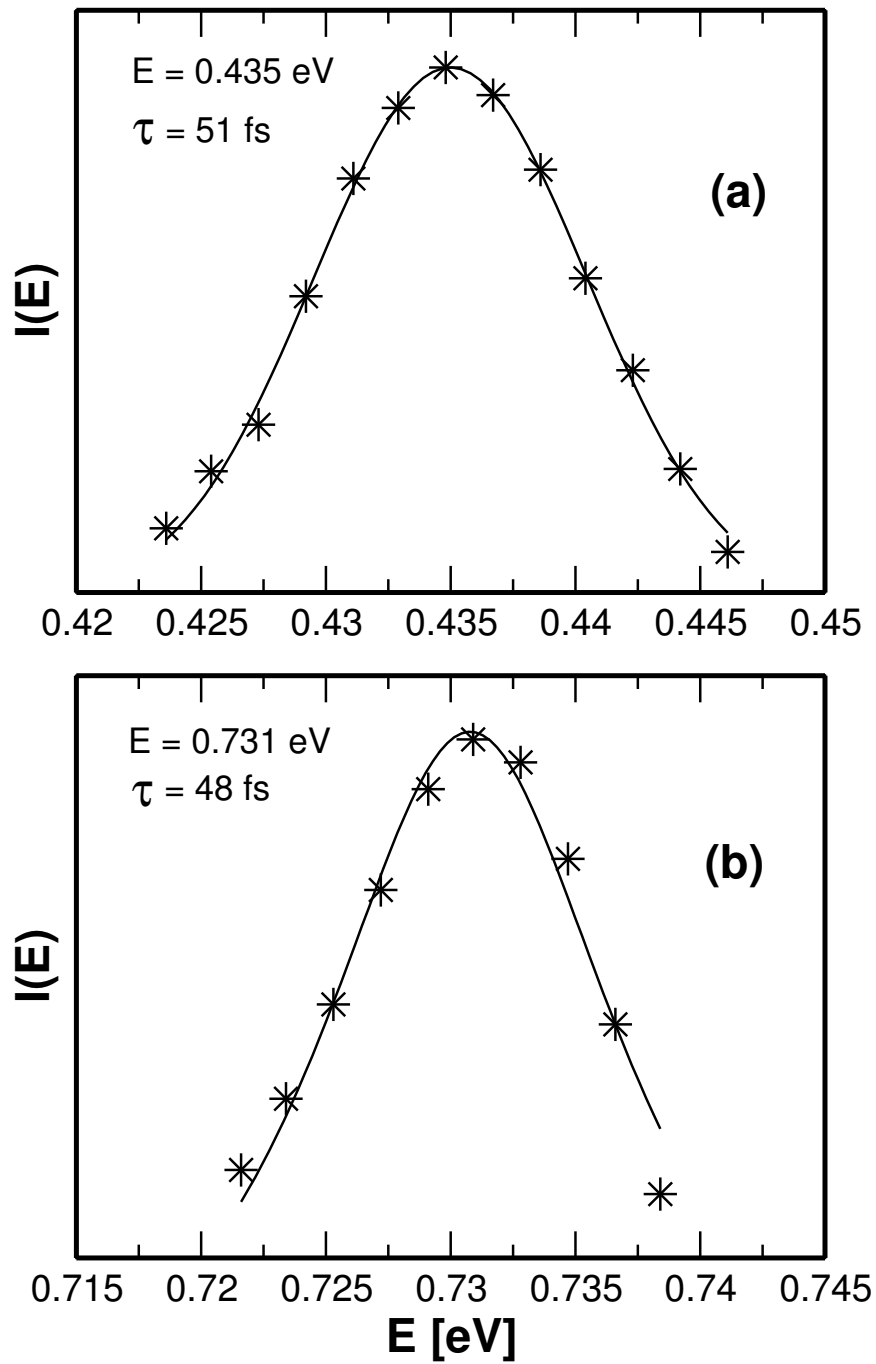 E = 0.435 eV
τ = 51 fs
(a)
I(E)
0.42 0.425 0.43 0.435 0.44 0.445 0.45
E = 0.731 eV
τ = 48 fs
(b)
I(E)
0.715 0.72 0.725 0.73 0.735 0.74 0.745
E [eV]